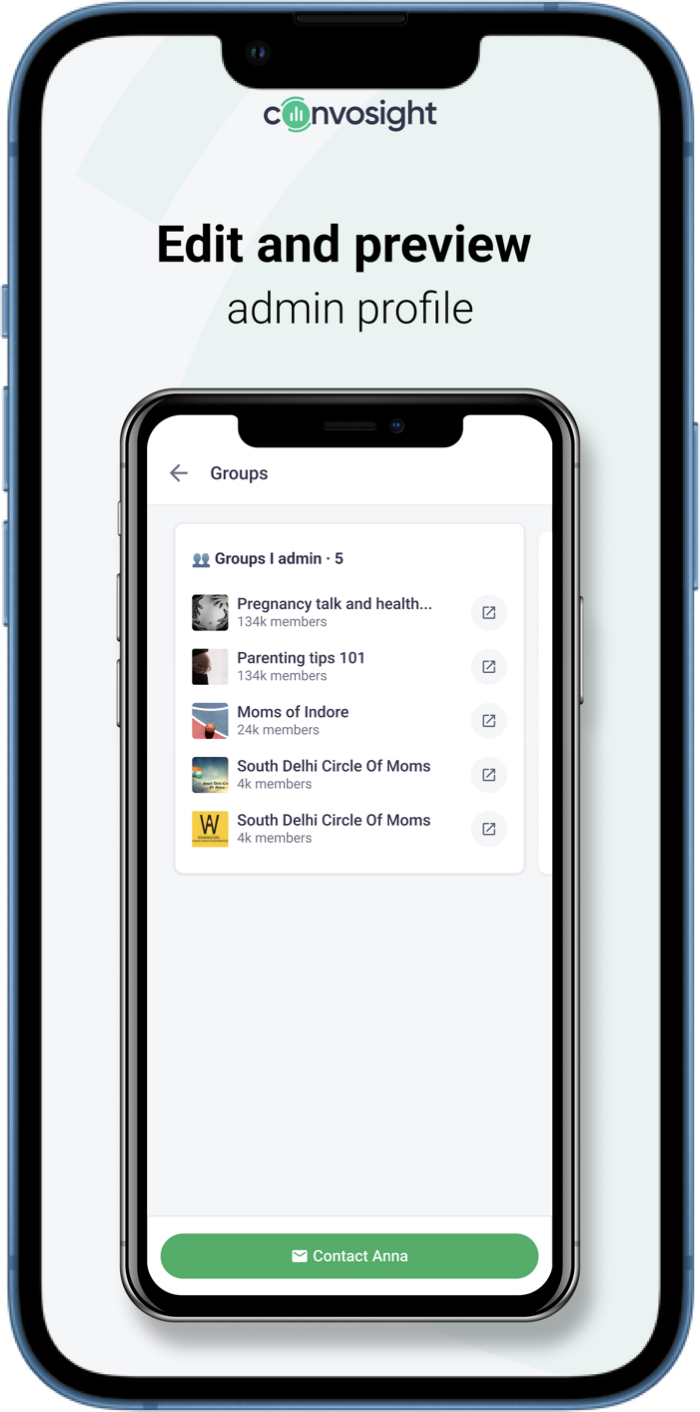 convosight
Edit and preview
admin profile
Groups
Groups I admin · 5
Pregnancy talk and health...
134k members
Parenting tips 101
134k members
Moms of Indore
24k members
South Delhi Circle Of Moms
4k members
South Delhi Circle Of Moms
4k members
Contact Anna